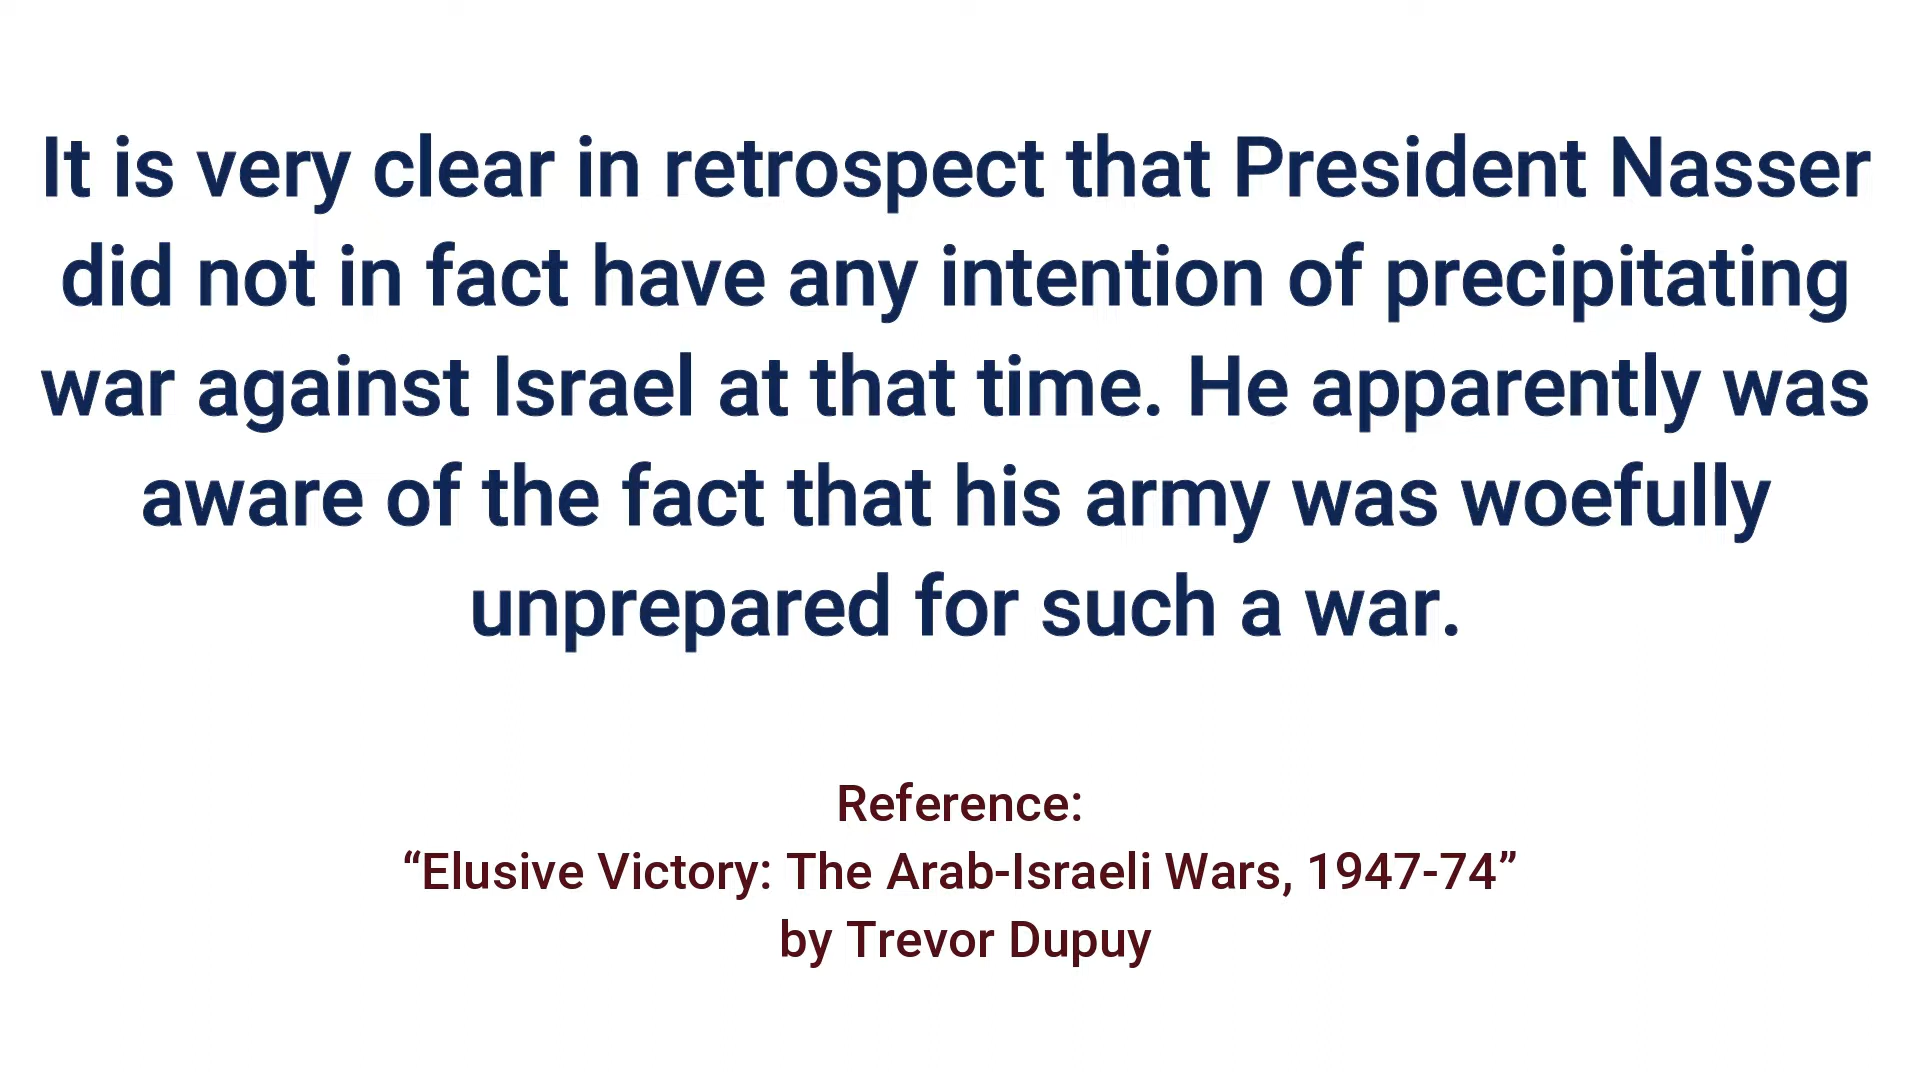 It is very clear in retrospect that President Nasser
did not in fact have any intention of precipitating
war against Israel at that time. He apparently was
aware of the fact that his army was woefully
unprepared for such a war.
Reference:
“Elusive Victory: The Arab-Israeli Wars, 1947-74”
by Trevor Dupuy